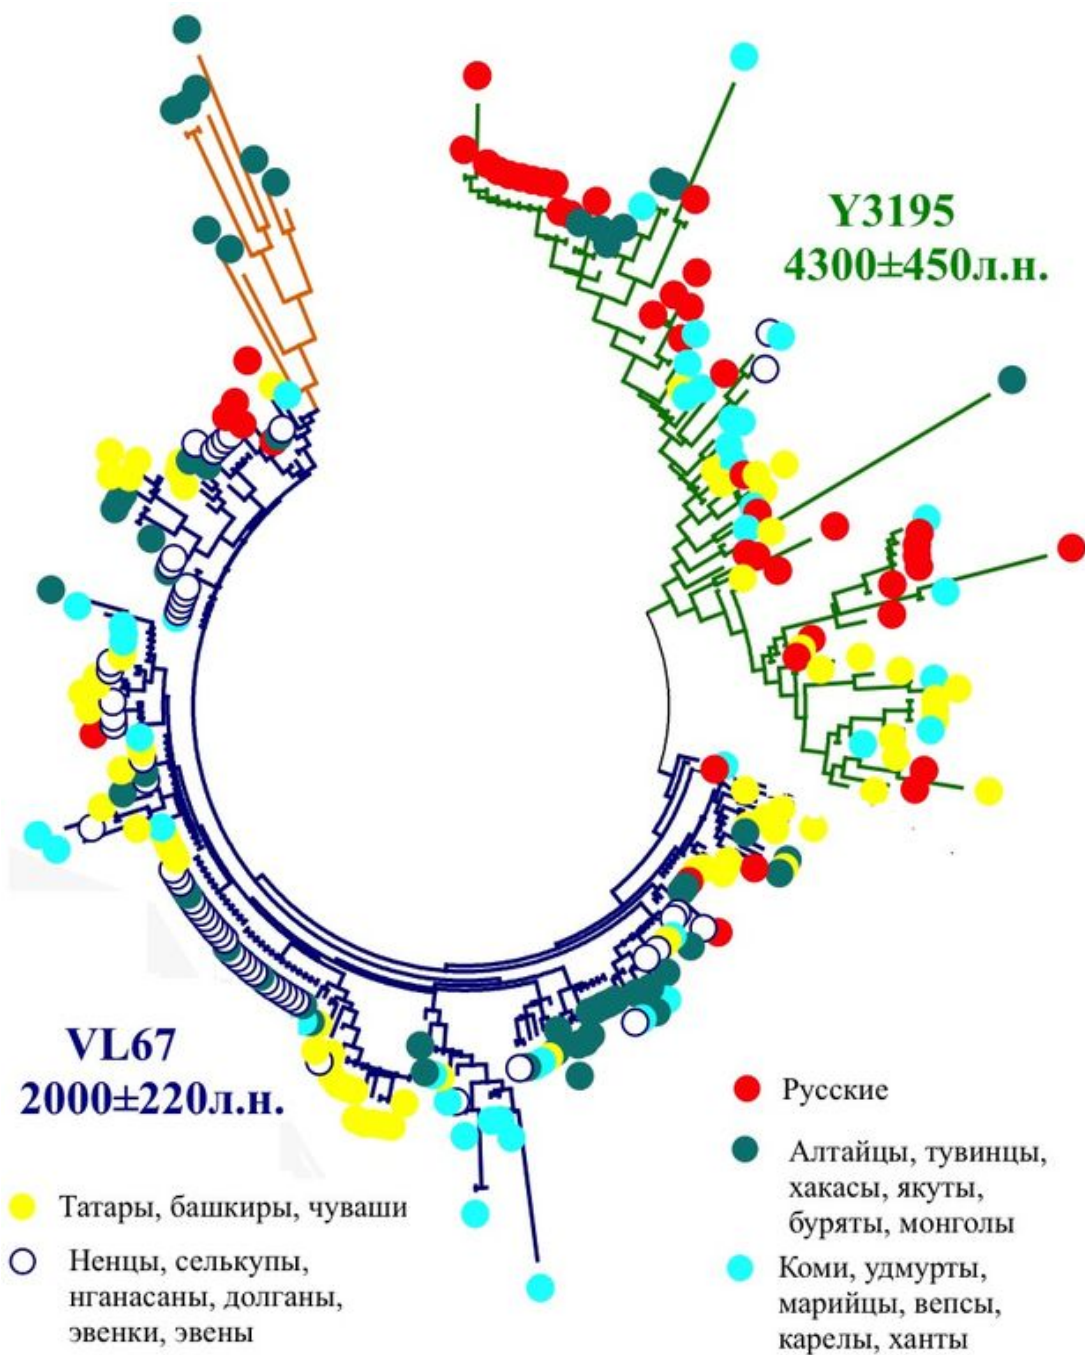 Y3195
4300±450л.н.
VL67
2000±220л.н.
Татары, башкиры, чуваши
Ненцы, селькупы,
нганасаны, долганы,
эвенки, эвены
Русские
Алтайцы, тувинцы,
хакасы, якуты,
буряты, монголы
Коми, удмурты,
марийцы, вепсы,
карелы, ханты